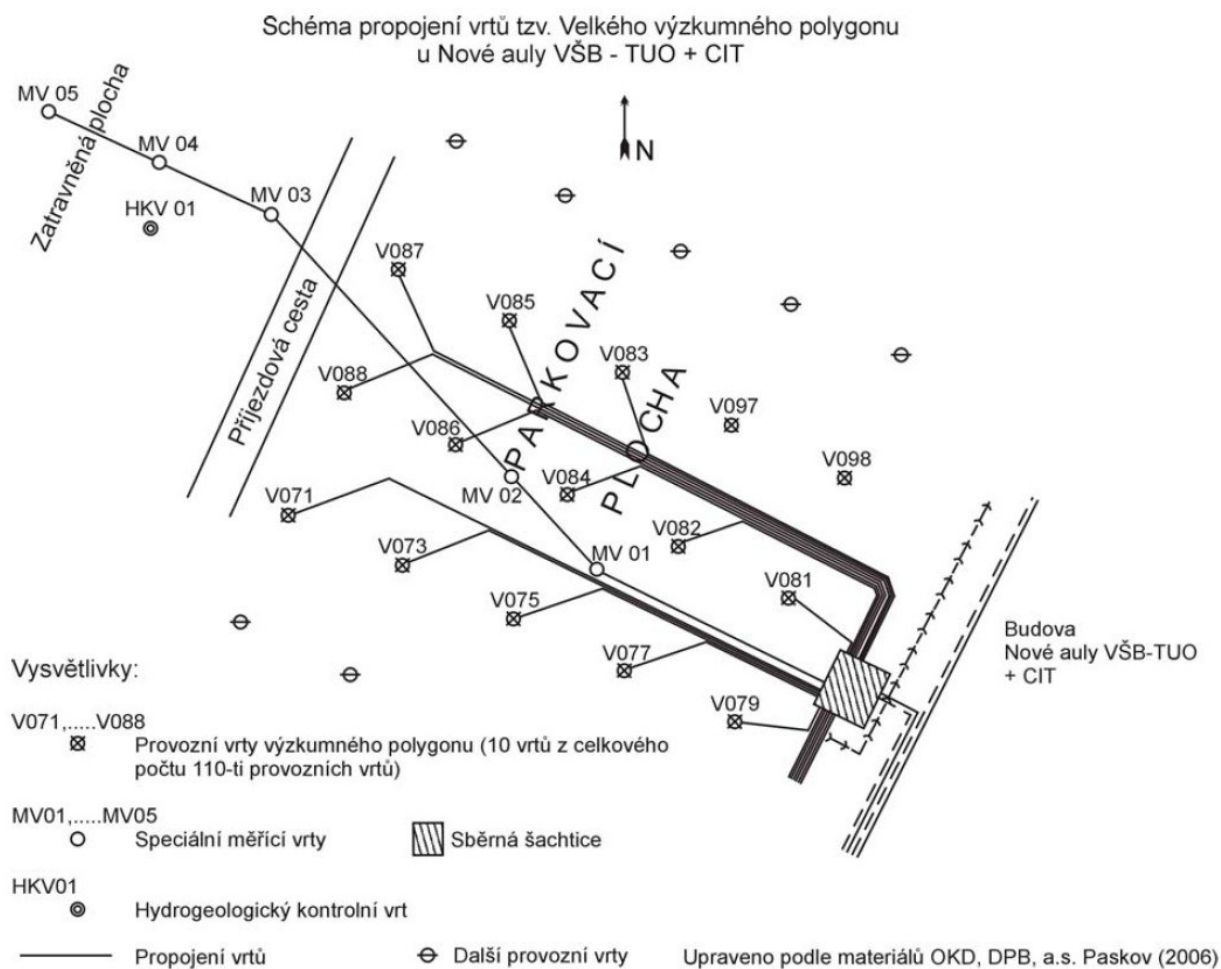 Schéma propojení vrtů tzv. Velkého výzkumného polygonu
u Nové auly VŠB - TUO + CIT
MV 05
Zatravněná plocha
MV 04
MV 03
HKV 01
N
Příjezdová cesta
V087
V085
PARKOVACÍ
V083
V088
PLOCHA
V097
V086
V098
V084
MV 02
V071
V082
V073
MV 01
V081
V075
V077
V079
Budova
Nové auly VŠB-TUO
+ CIT
Vysvětlivky:
V071,.....V088
Provozní vrty výzkumného polygonu (10 vrtů z celkového
počtu 110-ti provozních vrtů)
MV01,.....MV05
Speciální měřící vrty
Sběrná šachtice
HKV01
Hydrogeologický kontrolní vrt
Propojení vrtů
Další provozní vrty
Upraveno podle materiálů OKD, DPB, a.s. Paskov (2006)